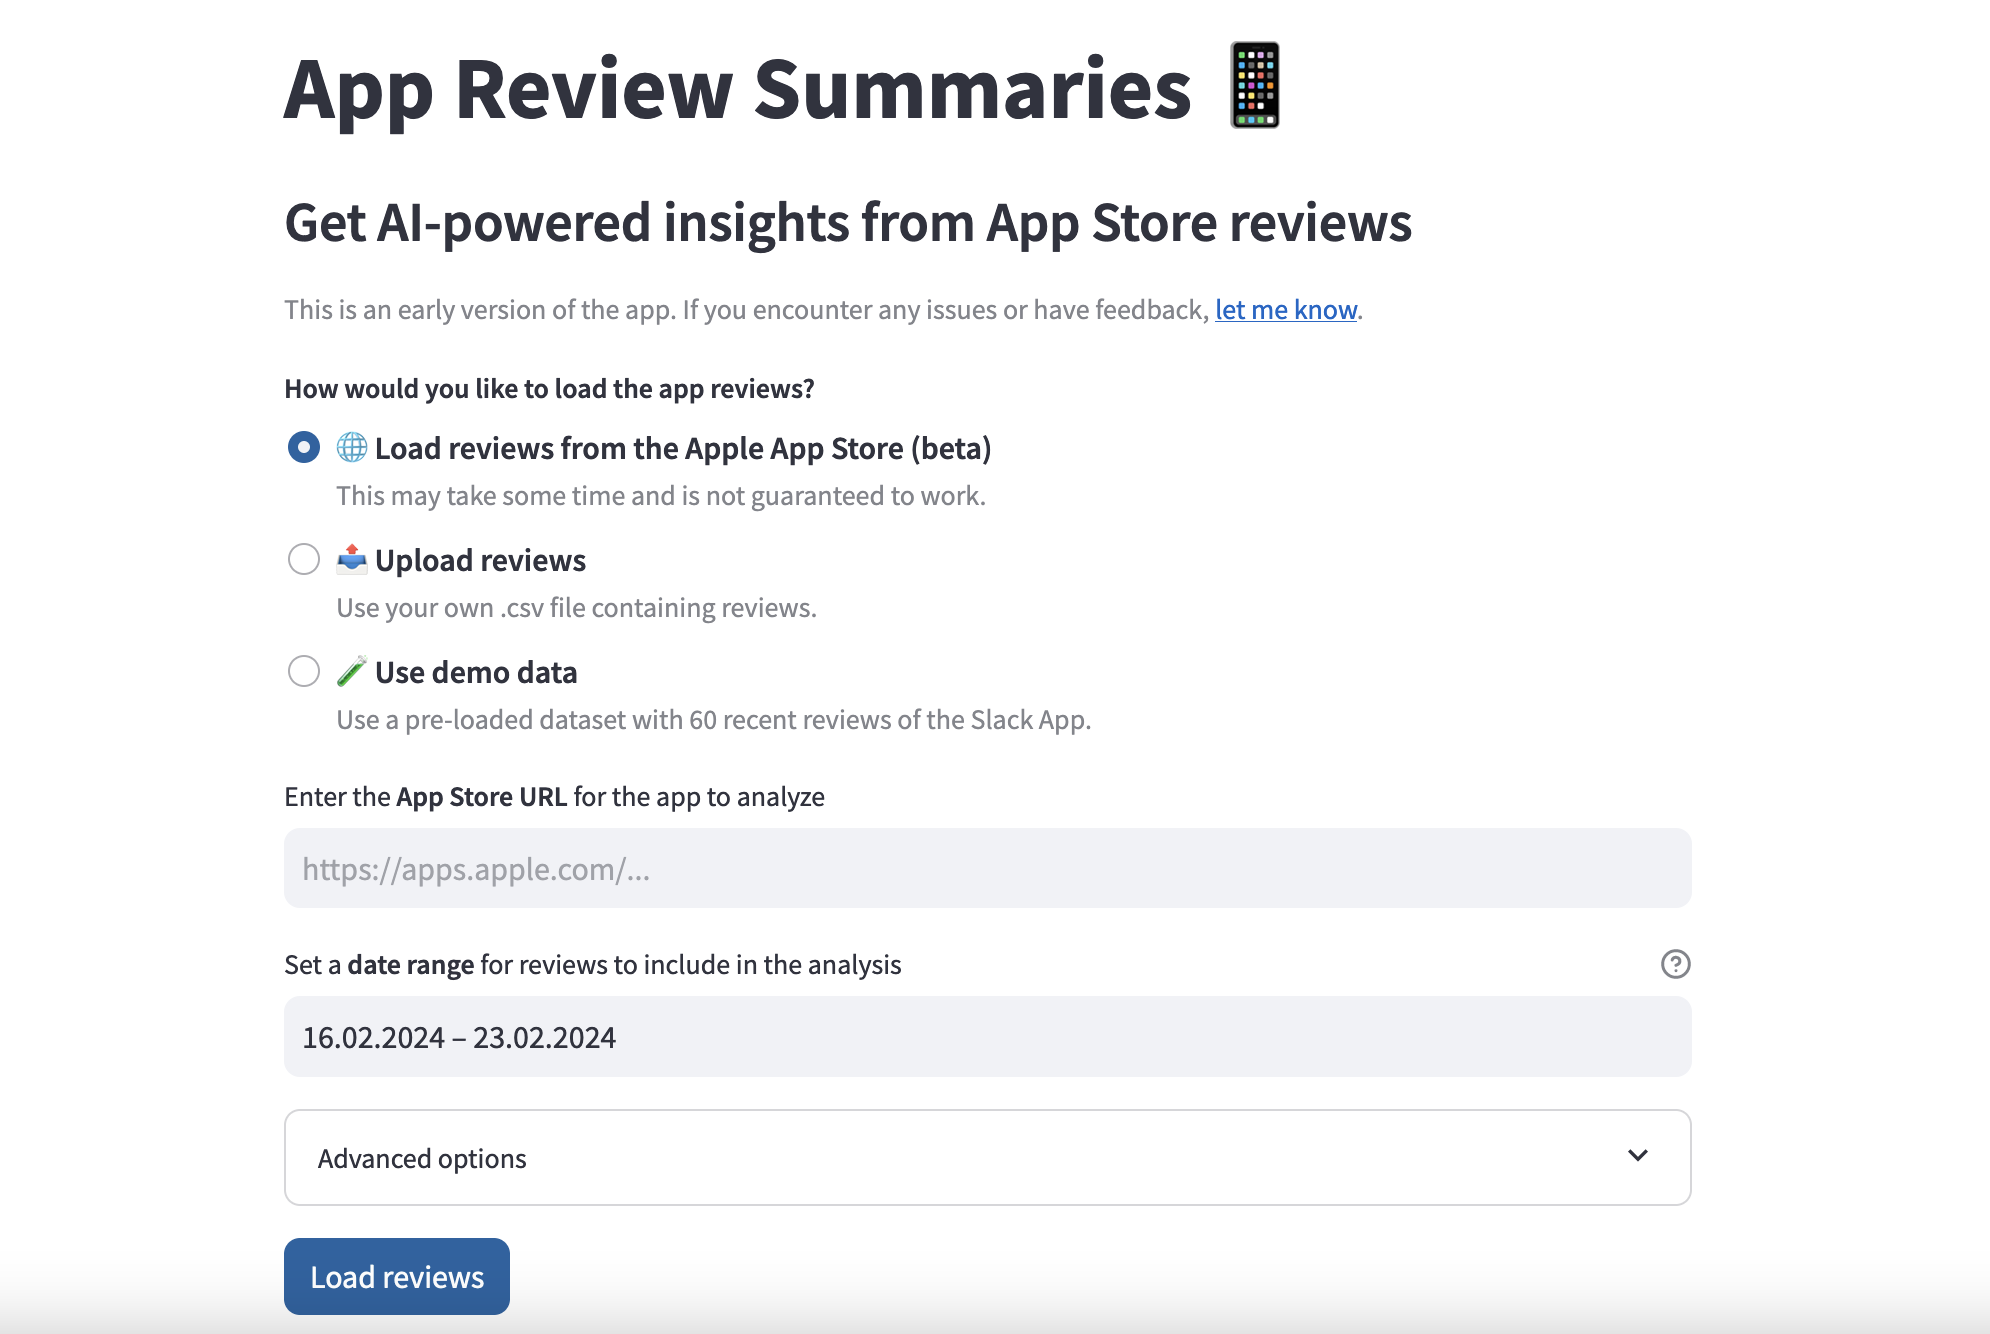 App Review Summaries 📱
Get AI-powered insights from App Store reviews
This is an early version of the app. If you encounter any issues or have feedback, let me know.
How would you like to load the app reviews?
🌐 Load reviews from the Apple App Store (beta)
This may take some time and is not guaranteed to work.
📤 Upload reviews
Use your own .csv file containing reviews.
🧪 Use demo data
Use a pre-loaded dataset with 60 recent reviews of the Slack App.
Enter the App Store URL for the app to analyze
https://apps.apple.com/...
Set a date range for reviews to include in the analysis
16.02.2024 – 23.02.2024
Advanced options
Load reviews